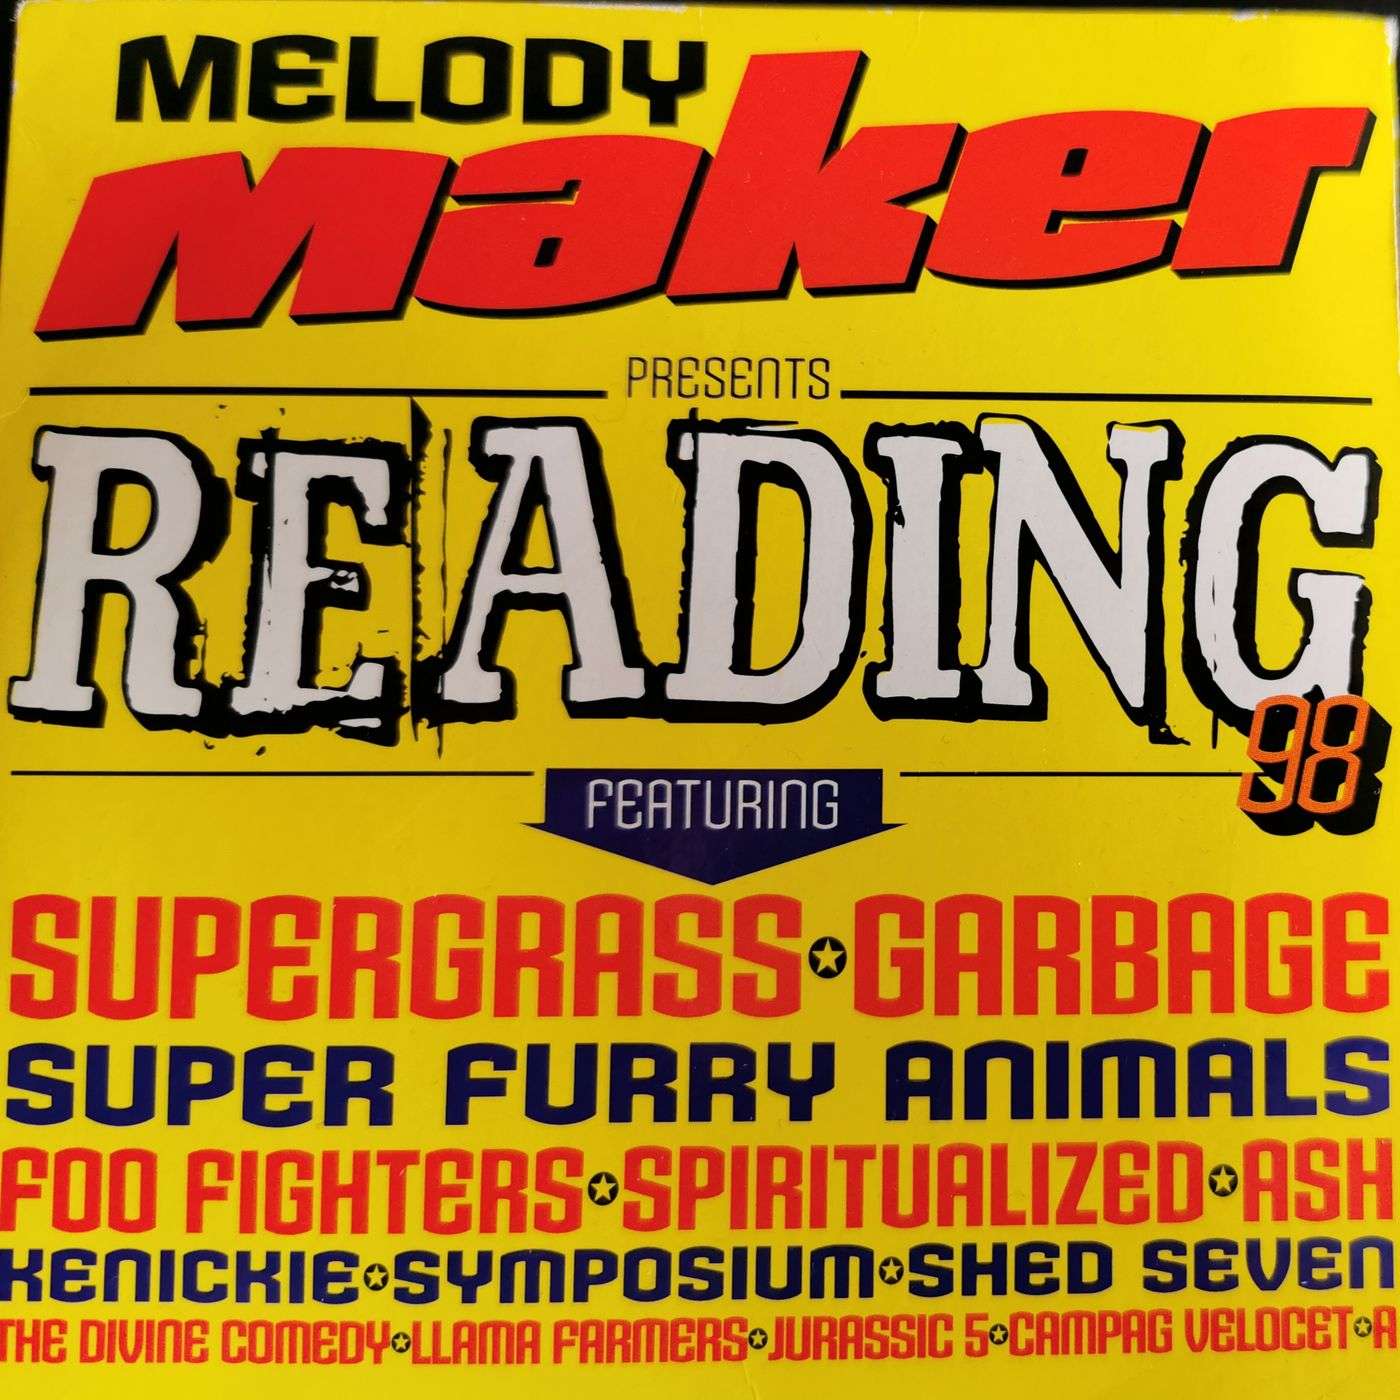 MELODY
maker
PRESENTS
READING
98
FEATURING
SUPERGRASS★GARBAGE
SUPER FURRY ANIMALS
FOO FIGHTERS★SPIRITUALIZED★ASH
KENICKIE★SYMPOSIUM★SHED SEVEN
THE DIVINE COMEDY★LLAMA FARMERS★JURASSIC 5★CAMPAG VELOCET★A